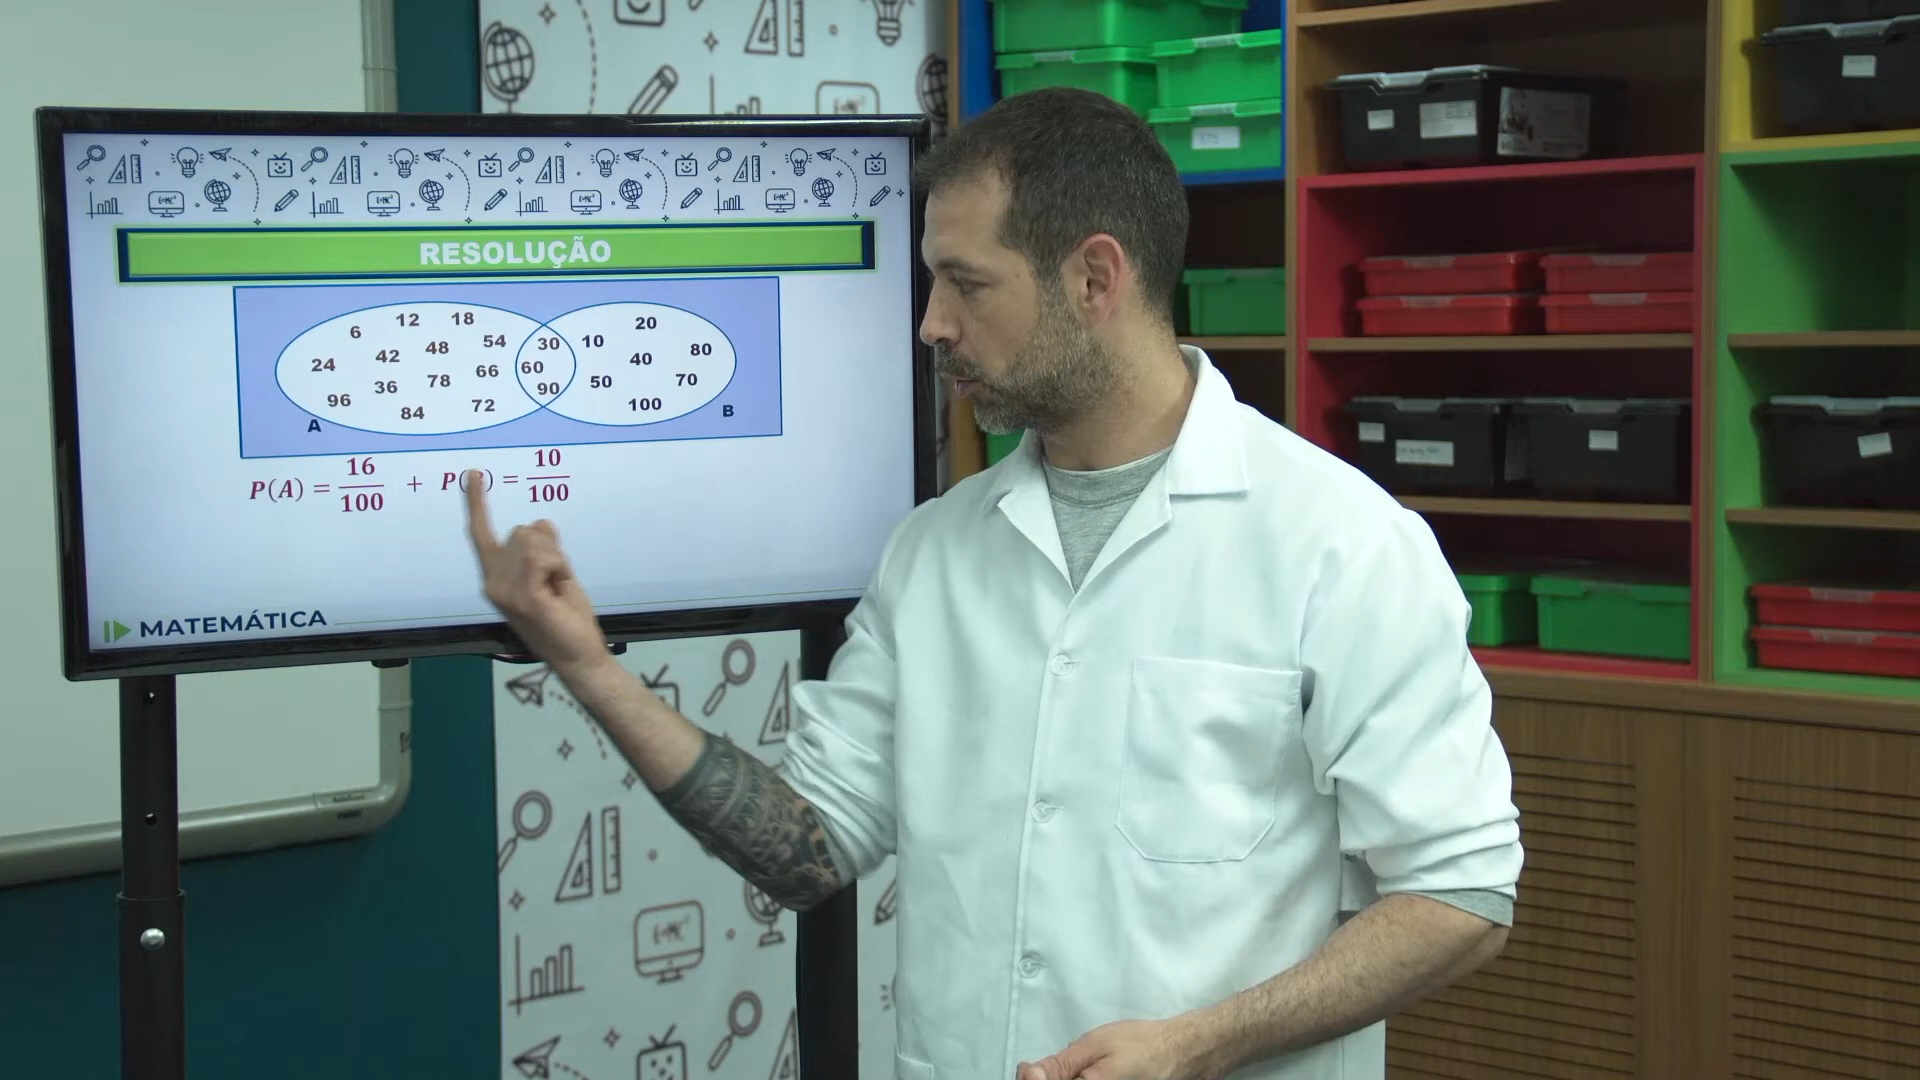 RESOLUÇÃO
6 12 18 20
24 42 48 54 30 10 40 80
96 36 78 66 60 50 70
84 72 90 100
A B
P(A) = 16/100 + P( ) = 10/100
MATEMÁTICA